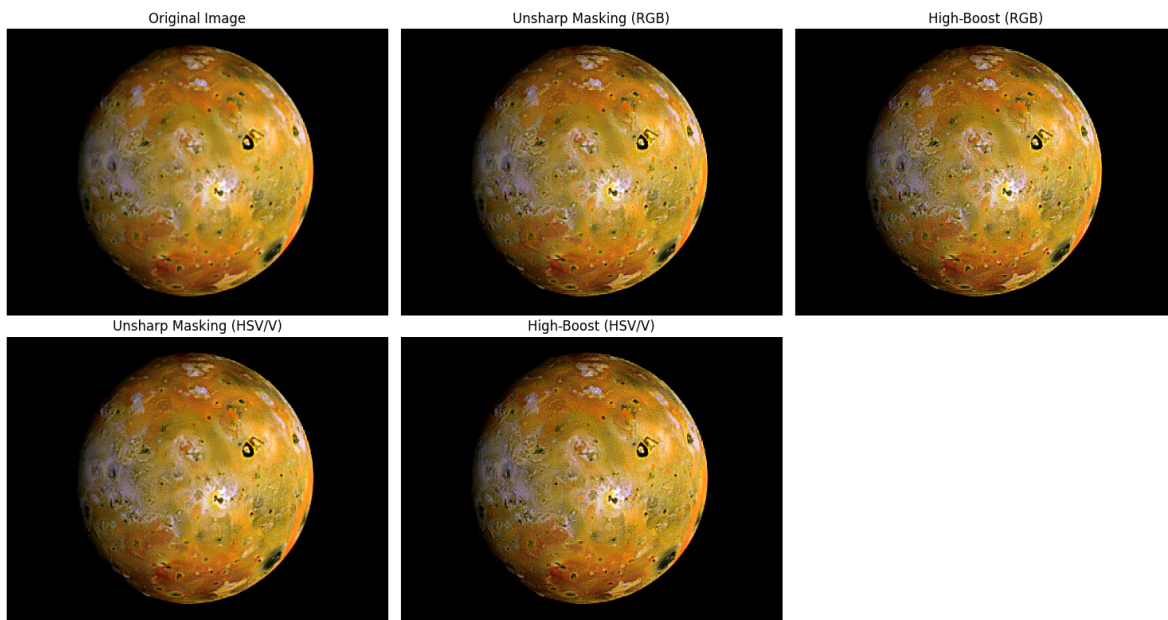 Original Image
Unsharp Masking (RGB)
High-Boost (RGB)
Unsharp Masking (HSV/V)
High-Boost (HSV/V)